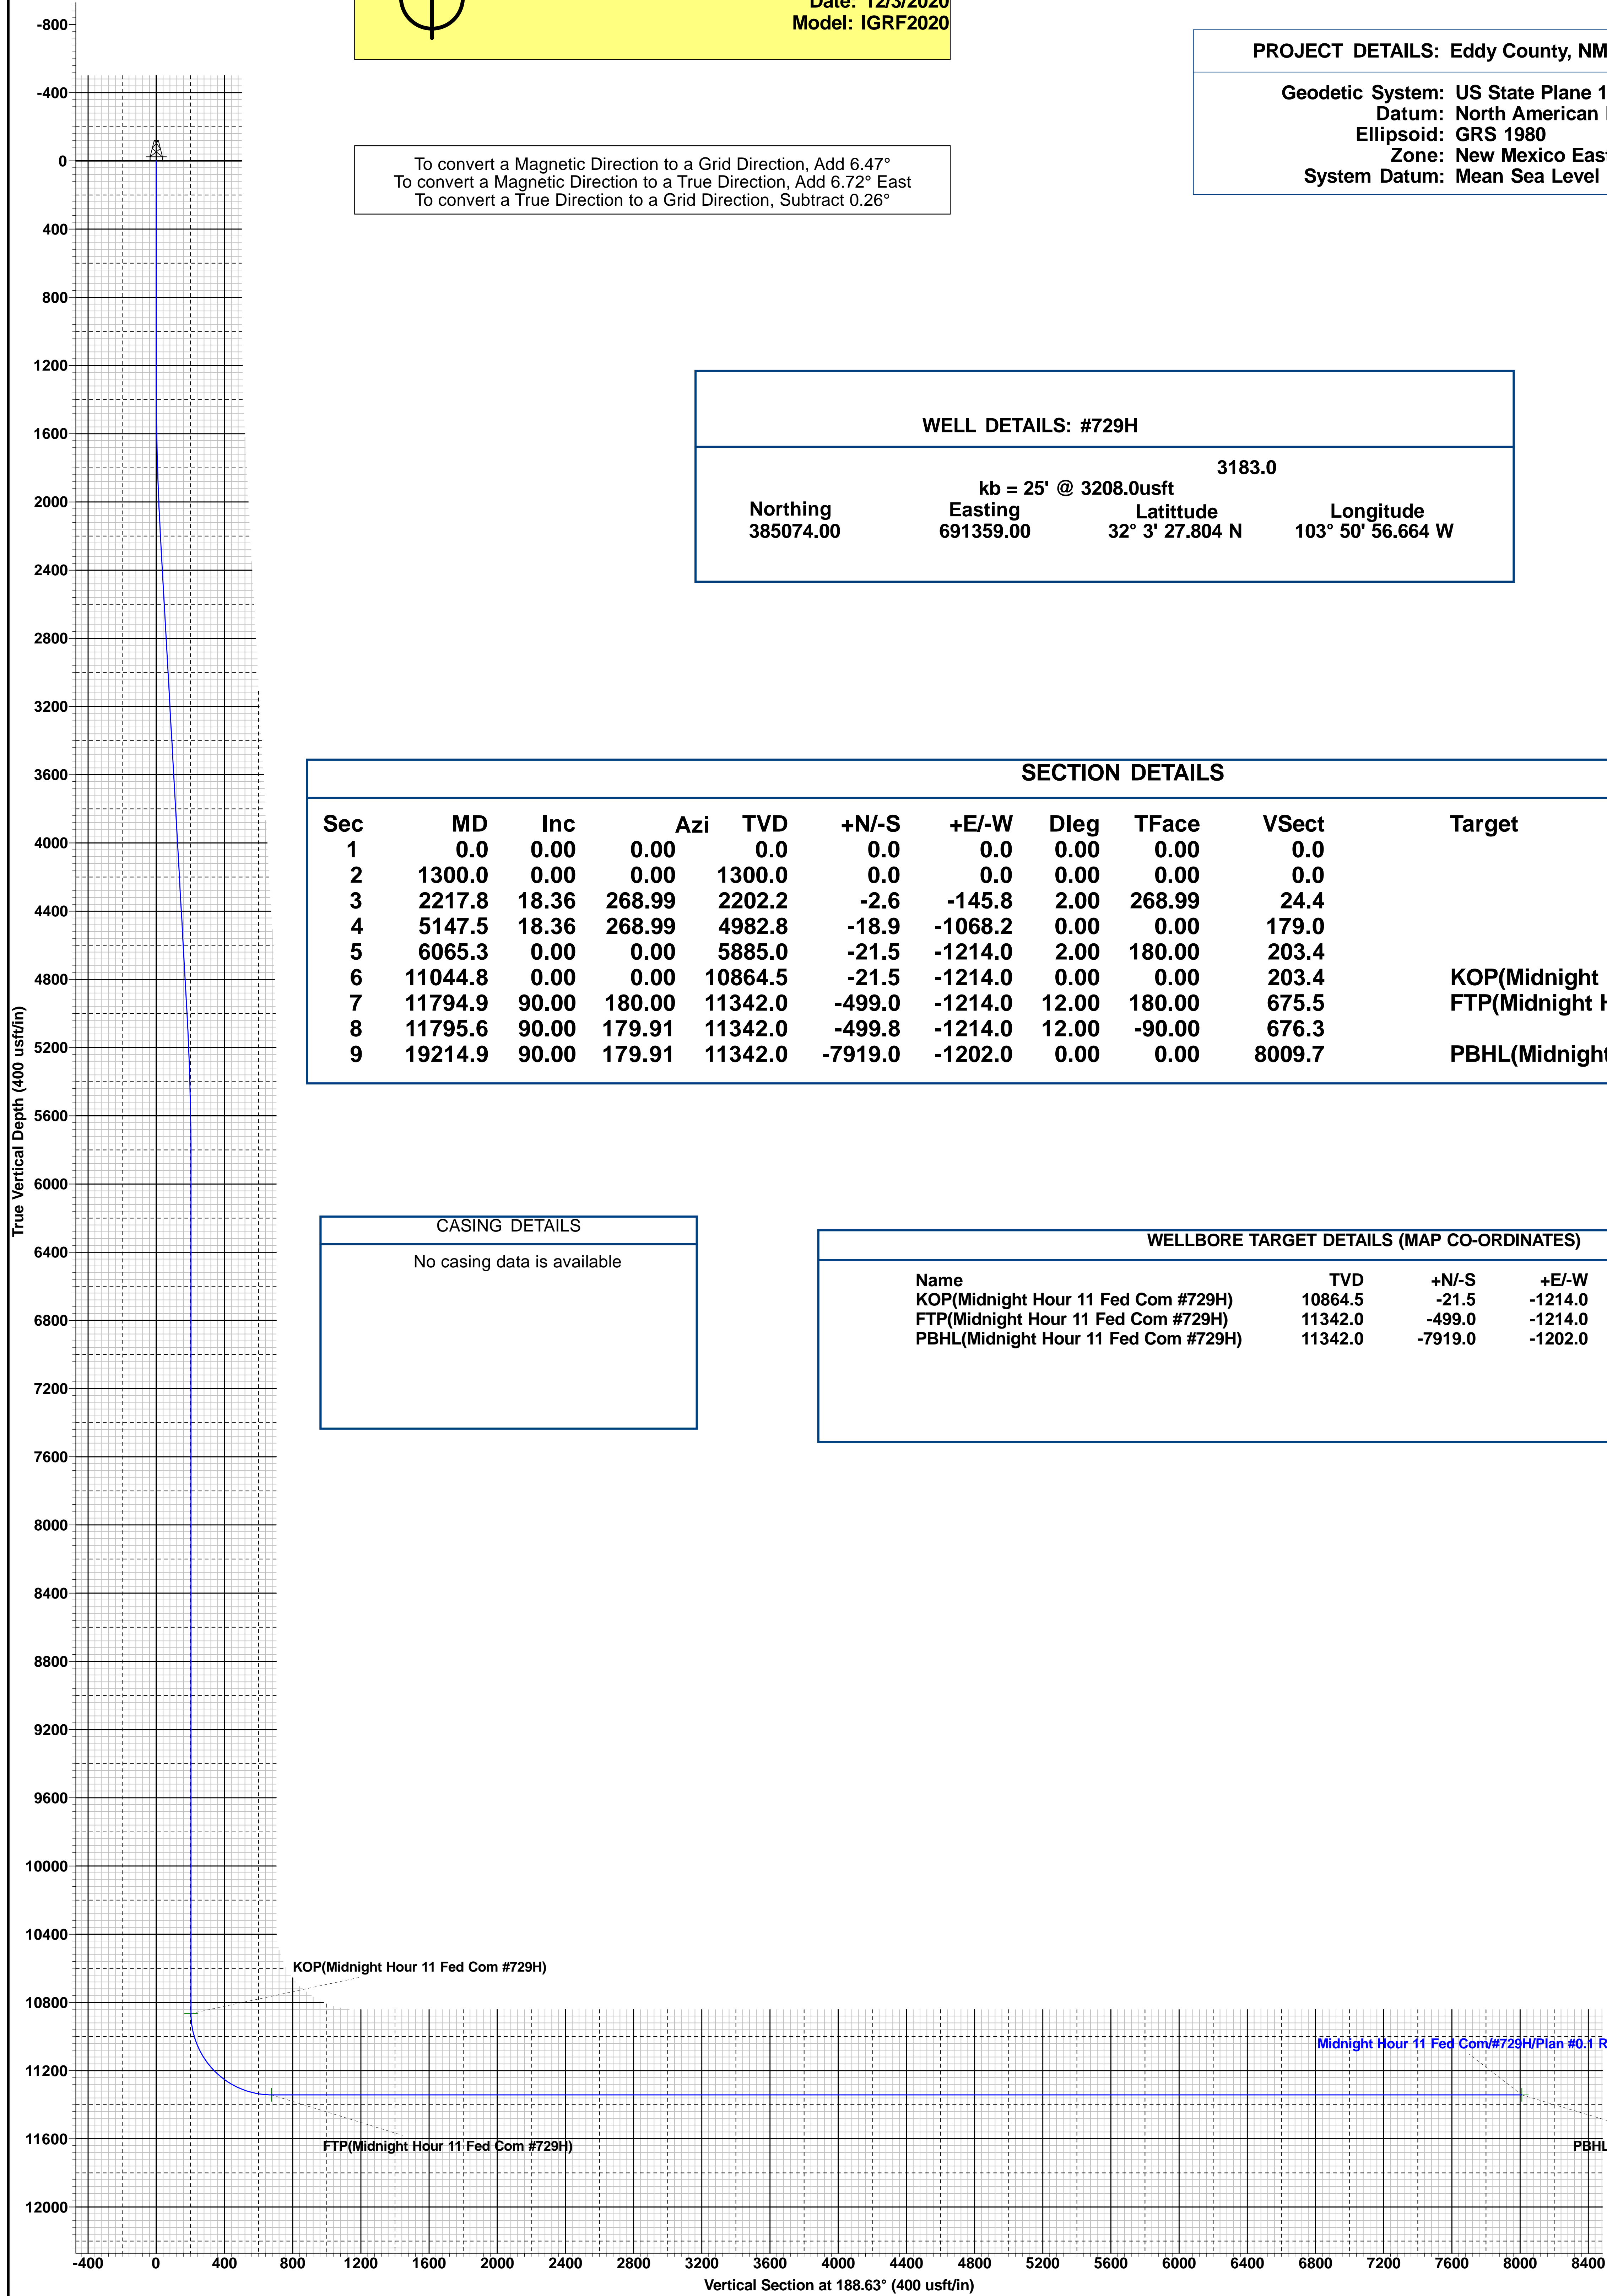 Date: 12/3/2020
Model: IGRF2020
PROJECT DETAILS: Eddy County, NM
Geodetic System: US State Plane 1
Datum: North American
Ellipsoid: GRS 1980
Zone: New Mexico East
System Datum: Mean Sea Level
To convert a Magnetic Direction to a Grid Direction, Add 6.47°
To convert a Magnetic Direction to a True Direction, Add 6.72° East
To convert a True Direction to a Grid Direction, Subtract 0.26°
WELL DETAILS: #729H
3183.0
kb = 25' @ 3208.0usft
Northing Easting Latittude Longitude
385074.00 691359.00 32° 3' 27.804 N 103° 50' 56.664 W
SECTION DETAILS
Sec MD Inc Azi TVD +N/-S +E/-W Dleg TFace VSect Target
1 0.0 0.00 0.00 0.0 0.0 0.0 0.00 0.00 0.0
2 1300.0 0.00 0.00 1300.0 0.0 0.0 0.00 0.00 0.0
3 2217.8 18.36 268.99 2202.2 -2.6 -145.8 2.00 268.99 24.4
4 5147.5 18.36 268.99 4982.8 -18.9 -1068.2 0.00 0.00 179.0
5 6065.3 0.00 0.00 5885.0 -21.5 -1214.0 2.00 180.00 203.4
6 11044.8 0.00 0.00 10864.5 -21.5 -1214.0 0.00 0.00 203.4 KOP(Midnight
7 11794.9 90.00 180.00 11342.0 -499.0 -1214.0 12.00 180.00 675.5 FTP(Midnight H
8 11795.6 90.00 179.91 11342.0 -499.8 -1214.0 12.00 -90.00 676.3
9 19214.9 90.00 179.91 11342.0 -7919.0 -1202.0 0.00 0.00 8009.7 PBHL(Midnight
CASING DETAILS
No casing data is available
WELLBORE TARGET DETAILS (MAP CO-ORDINATES)
Name TVD +N/-S +E/-W
KOP(Midnight Hour 11 Fed Com #729H) 10864.5 -21.5 -1214.0
FTP(Midnight Hour 11 Fed Com #729H) 11342.0 -499.0 -1214.0
PBHL(Midnight Hour 11 Fed Com #729H) 11342.0 -7919.0 -1202.0
True Vertical Depth (400 usft/in)
-800
-400
0
400
800
1200
1600
2000
2400
2800
3200
3600
4000
4400
4800
5200
5600
6000
6400
6800
7200
7600
8000
8400
8800
9200
9600
10000
10400
10800
11200
11600
12000
KOP(Midnight Hour 11 Fed Com #729H)
Midnight Hour 11 Fed Com/#729H/Plan #0.1 R
FTP(Midnight Hour 11 Fed Com #729H)
PBHL
-400 0 400 800 1200 1600 2000 2400 2800 3200 3600 4000 4400 4800 5200 5600 6000 6400 6800 7200 7600 8000 8400
Vertical Section at 188.63° (400 usft/in)